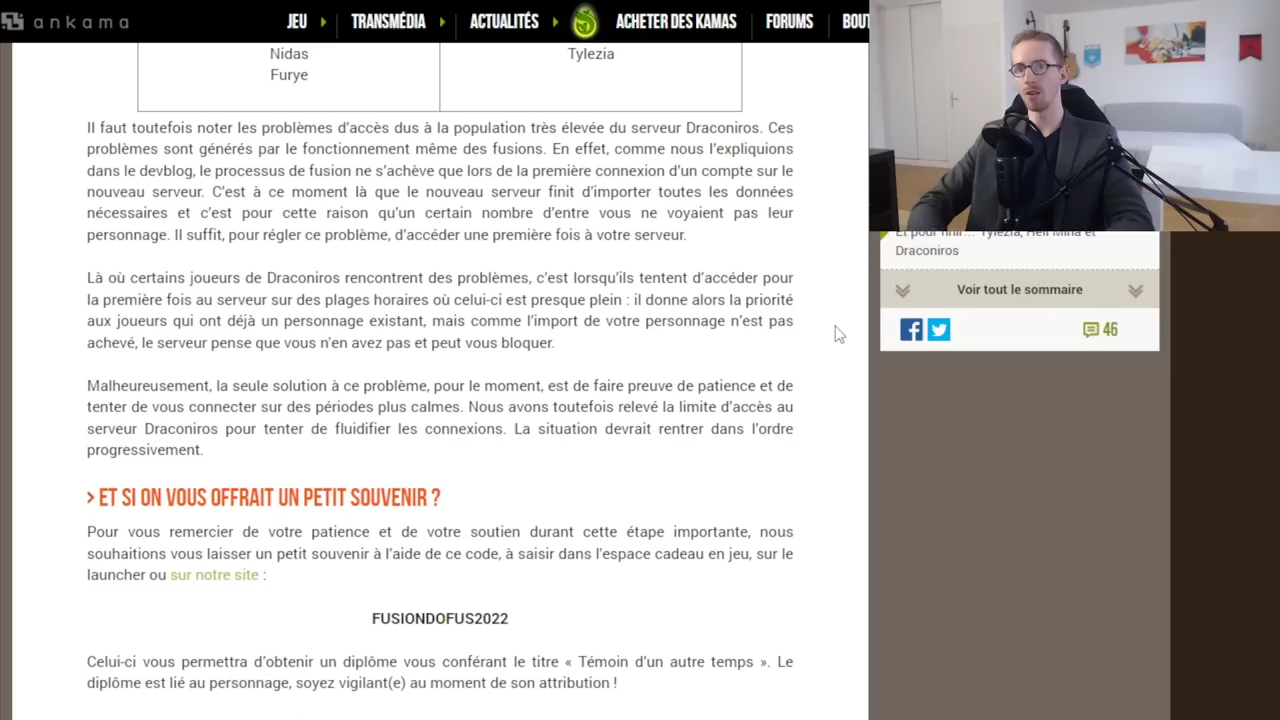 ankama
JEU
TRANSMÉDIA
ACTUALITÉS
ACHETER DES KAMAS
FORUMS
BOUT
Nidas
Furye
Tylezia
Il faut toutefois noter les problèmes d'accès dus à la population très élevée du serveur Draconiros. Ces
problèmes sont générés par le fonctionnement même des fusions. En effet, comme nous l'expliquions
dans le devblog, le processus de fusion ne s'achève que lors de la première connexion d'un compte sur le
nouveau serveur. C'est à ce moment là que le nouveau serveur finit d'importer toutes les données
nécessaires et c'est pour cette raison qu'un certain nombre d'entre vous ne voyaient pas leur
personnage. Il suffit, pour régler ce problème, d'accéder une première fois à votre serveur.
Là où certains joueurs de Draconiros rencontrent des problèmes, c'est lorsqu'ils tentent d'accéder pour
la première fois au serveur sur des plages horaires où celui-ci est presque plein : il donne alors la priorité
aux joueurs qui ont déjà un personnage existant, mais comme l'import de votre personnage n'est pas
achevé, le serveur pense que vous n'en avez pas et peut vous bloquer.
Malheureusement, la seule solution à ce problème, pour le moment, est de faire preuve de patience et de
tenter de vous connecter sur des périodes plus calmes. Nous avons toutefois relevé la limite d'accès au
serveur Draconiros pour tenter de fluidifier les connexions. La situation devrait rentrer dans l'ordre
progressivement.
> ET SI ON VOUS OFFRAIT UN PETIT SOUVENIR ?
Pour vous remercier de votre patience et de votre soutien durant cette étape importante, nous
souhaitions vous laisser un petit souvenir à l'aide de ce code, à saisir dans l'espace cadeau en jeu, sur le
launcher ou sur notre site :
FUSIONDOFUS2022
Celui-ci vous permettra d'obtenir un diplôme vous conférant le titre « Témoin d'un autre temps ». Le
diplôme est lié au personnage, soyez vigilant(e) au moment de son attribution !
Et pour finir... Tylezia, Hell Mina et
Draconiros
Voir tout le sommaire
46